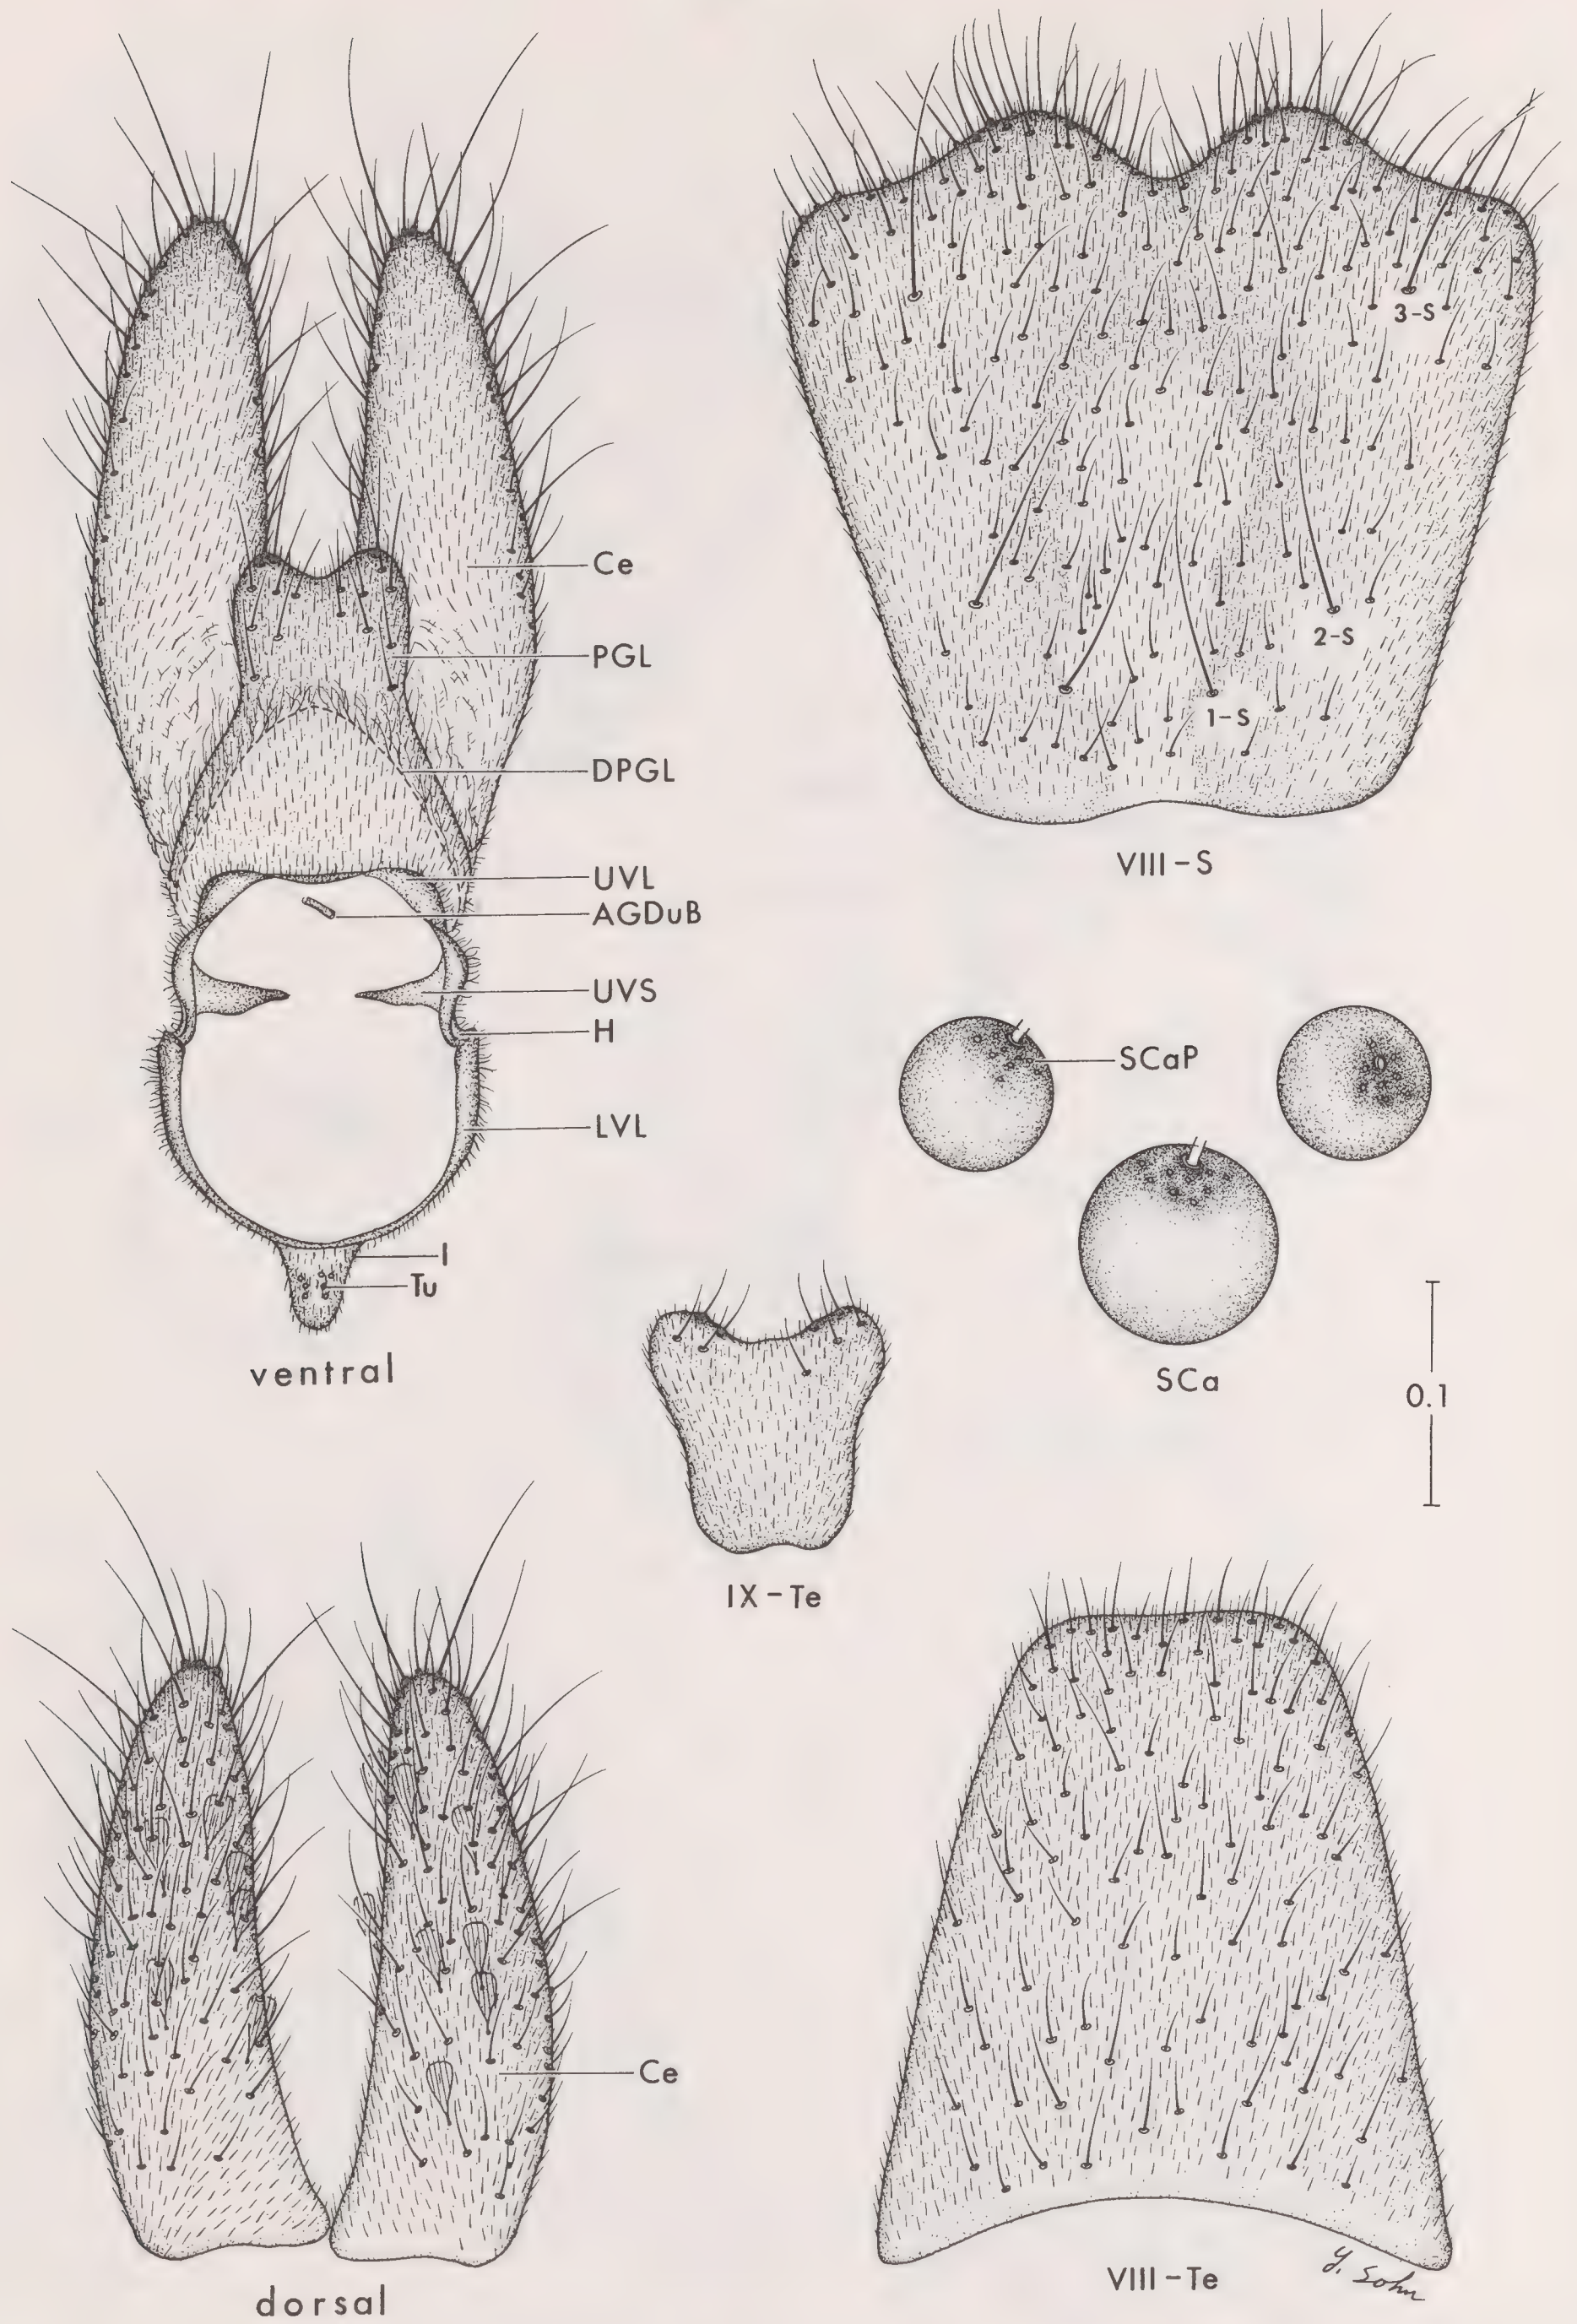 3-S
Ce
2-S
PGL
1-S
DPGL
VIII-S
UVL
AGDuB
UVS
H
SCaP
LVL
I
Tu
ventral
SCa
0.1
IX-Te
Ce
VIII-Te
Y. Sohn
dorsal